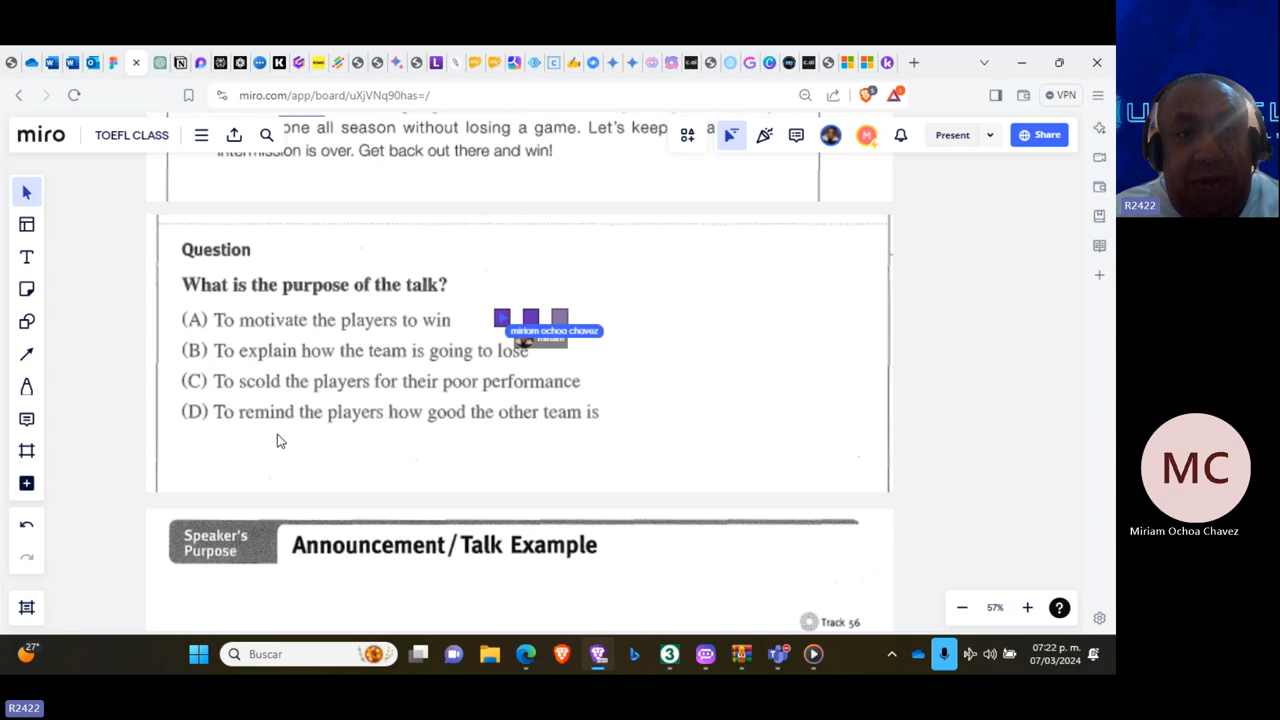 miro.com/app/board/uXjVNq90has=/
VPN
miro
TOEFL CLASS
M
Present
Share
one all season without losing a game. Let's keep
intermission is over. Get back out there and win!
Question
What is the purpose of the talk?
(A) To motivate the players to win
miriam ochoa chavez
(B) To explain how the team is going to lose
(C) To scold the players for their poor performance
(D) To remind the players how good the other team is
Speaker's
Purpose
Announcement/Talk Example
Track 56
57%
27°
Buscar
07:22 p. m.
07/03/2024
R2422
MC
Miriam Ochoa Chavez
R2422